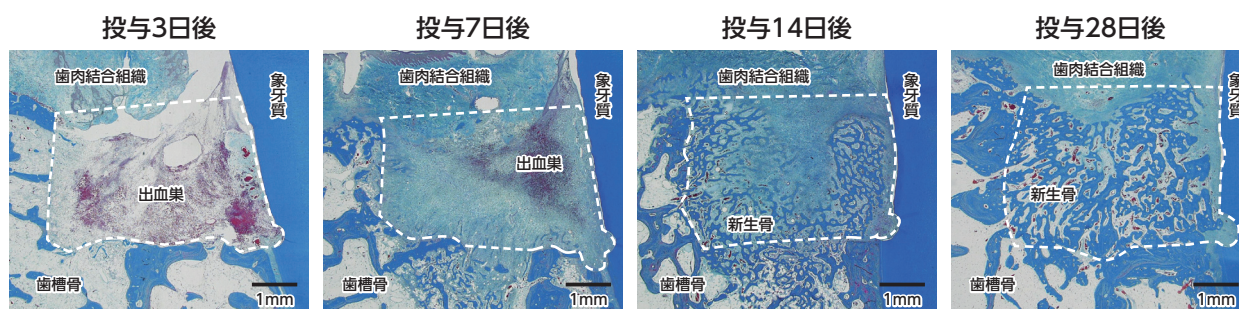 投与3日後
歯肉結合組織
象牙質
出血巣
歯槽骨
1mm
投与7日後
歯肉結合組織
象牙質
出血巣
歯槽骨
1mm
投与14日後
歯肉結合組織
象牙質
新生骨
歯槽骨
1mm
投与28日後
歯肉結合組織
象牙質
新生骨
歯槽骨
1mm